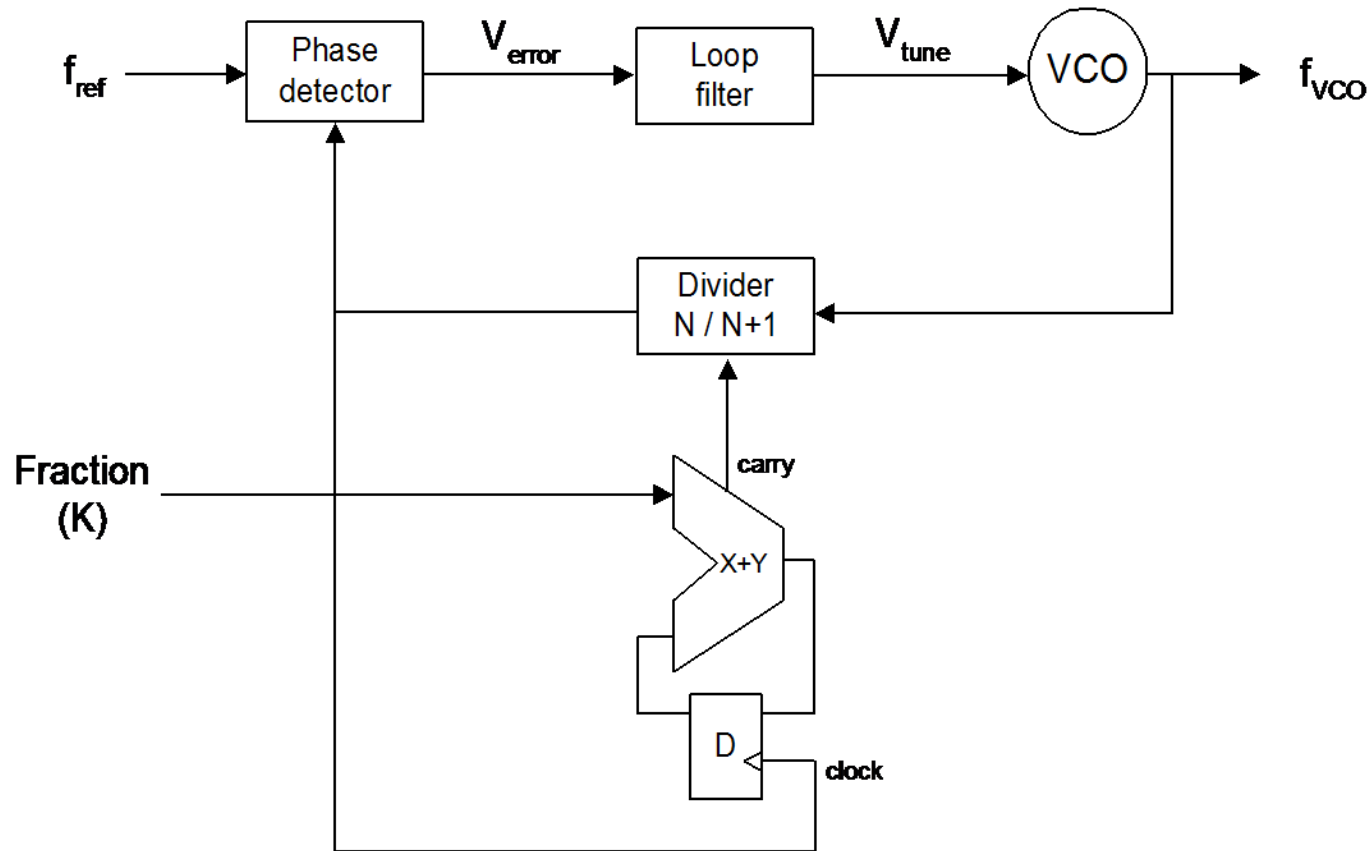 f_ref
Phase
detector
V_error
Loop
filter
V_tune
VCO
f_VCO
Divider
N / N+1
carry
Fraction
(K)
X+Y
D
clock